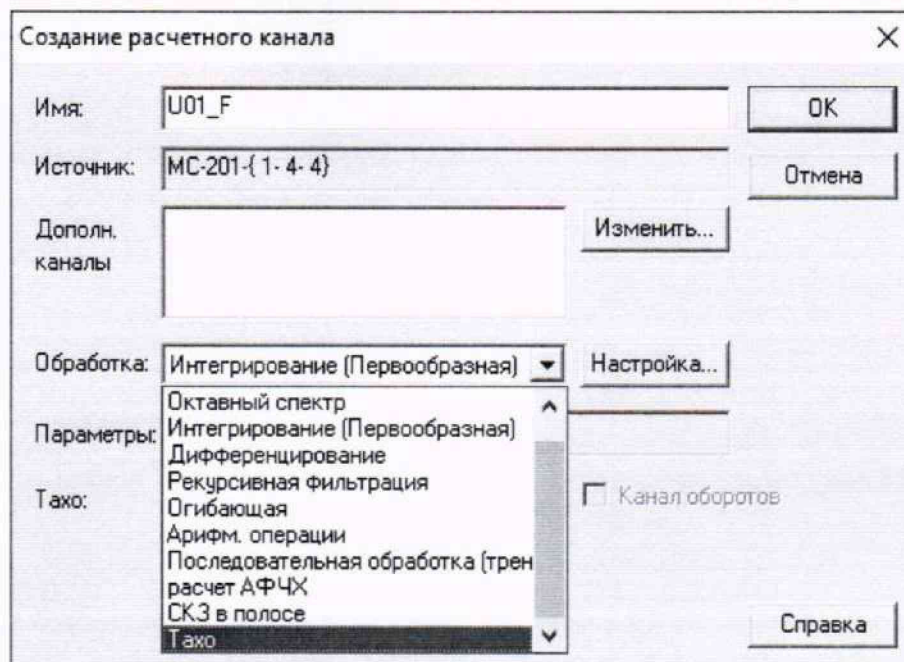 Создание расчетного канала
Имя: U01_F OK
Источник: МС-201-{ 1- 4- 4} Отмена
Дополн. каналы Изменить...
Обработка: Интегрирование (Первообразная) Настройка...
Октавный спектр
Параметры: Интегрирование (Первообразная)
Дифференцирование
Рекурсивная фильтрация
Тахо: Огибающая Канал оборотов
Арифм. операции
Последовательная обработка (трен
расчет АФЧХ
СКЗ в полосе
Тахо Справка